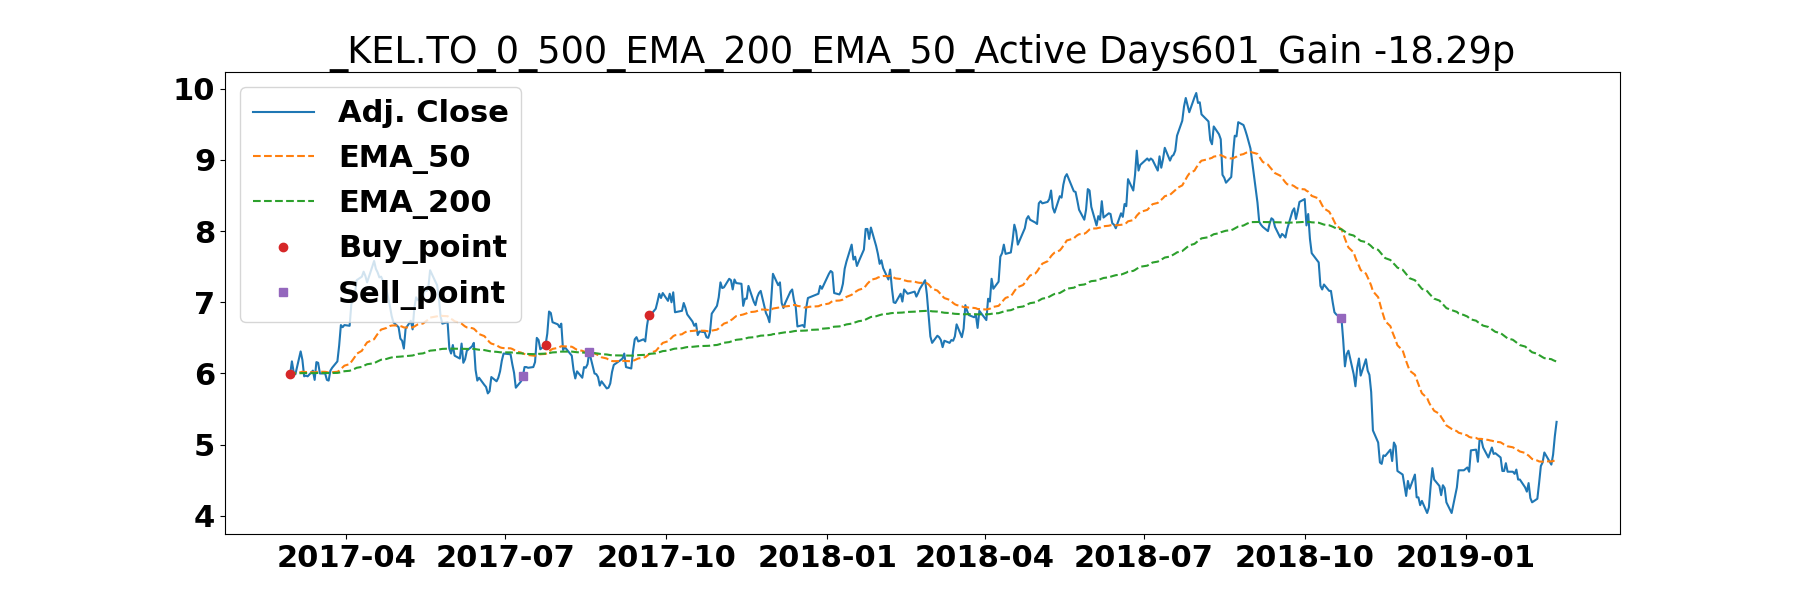 _KEL.TO_0_500_EMA_200_EMA_50_Active Days601_Gain -18.29p
10
9
8
7
6
5
4
Adj. Close
EMA_50
EMA_200
Buy_point
Sell_point
2017-04 2017-07 2017-10 2018-01 2018-04 2018-07 2018-10 2019-01